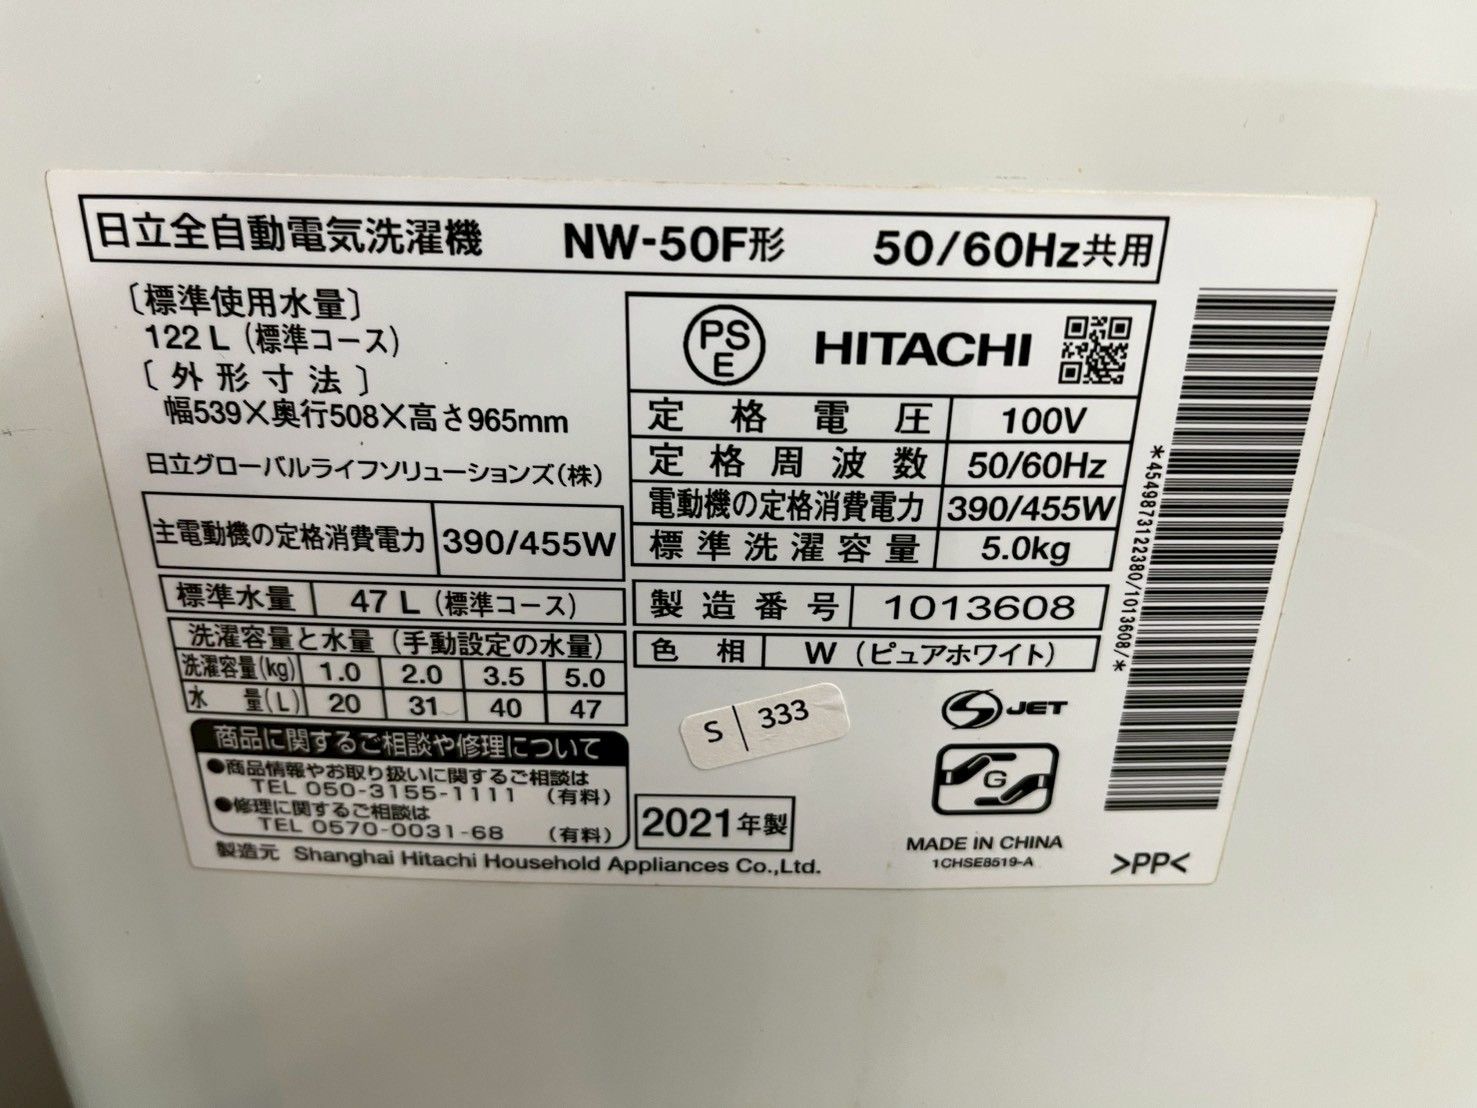 日立全自動電気洗濯機 NW-50F形 50/60Hz共用
〔標準使用水量〕
122 L (標準コース)
〔外形寸法〕
幅539×奥行508×高さ965mm
日立グローバルライフソリューションズ(株)
主電動機の定格消費電力 390/455W
標準水量 47 L (標準コース)
洗濯容量と水量 (手動設定の水量)
洗濯容量(kg) 1.0 2.0 3.5 5.0
水量(L) 20 31 40 47
商品に関するご相談や修理について
●商品情報やお取り扱いに関するご相談は
TEL 050-3155-1111 (有料)
●修理に関するご相談は
TEL 0570-0031-68 (有料)
製造元 Shanghai Hitachi Household Appliances Co.,Ltd.
PSE HITACHI
定格電圧 100V
定格周波数 50/60Hz
電動機の定格消費電力 390/455W
標準洗濯容量 5.0kg
製造番号 1013608
色相 W (ピュアホワイト)
S 333
S-JET
G
2021年製
MADE IN CHINA
1CHSE8519-A
>PP<
*4549873122380/1013608/*